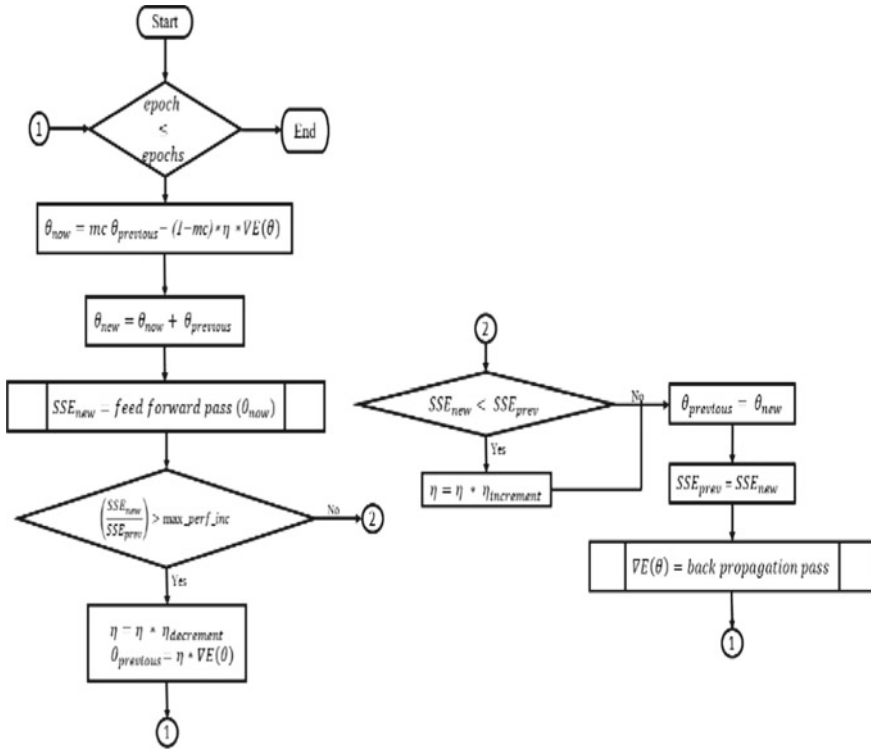 Start
1
epoch
≤
epochs
End
θnow = mc θprevious − (1−mc)*η *∇E(θ)
θnew = θnow + θprevious
SSEnew = feed forward pass (θnow)
(SSEnew/SSEprev) > max_perf_inc
No
2
Yes
η = η * ηdecrement
θprevious = η * ∇E(θ)
1
2
SSEnew < SSEprev
No
Yes
η = η * ηincrement
θprevious = θnew
SSEprev = SSEnew
∇E(θ) = back propagation pass
1